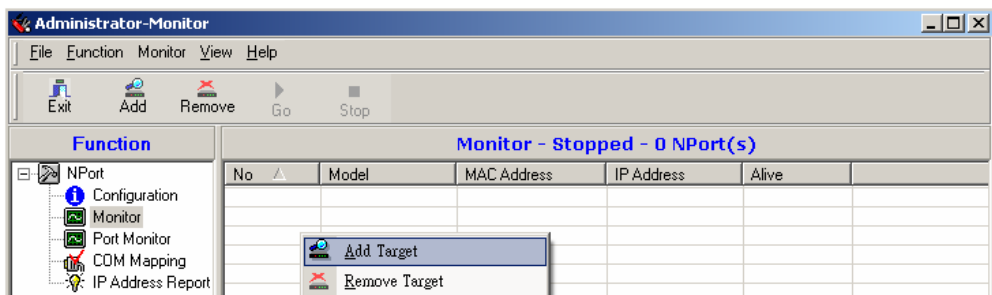 Administrator-Monitor
File Function Monitor View Help
Exit Add Remove Go Stop
Function
Monitor - Stopped - 0 NPort(s)
NPort
Configuration
Monitor
Port Monitor
COM Mapping
IP Address Report
No Model MAC Address IP Address Alive
Add Target
Remove Target